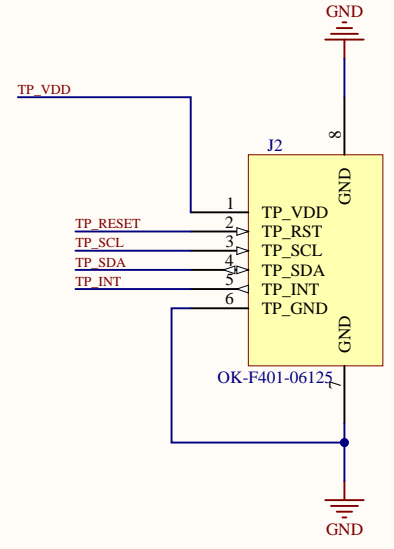 GND
TP_VDD
8
J2
GND
1 TP_VDD
TP_RESET 2 TP_RST
TP_SCL 3 TP_SCL
TP_SDA 4 TP_SDA
TP_INT 5 TP_INT
6 TP_GND
GND
OK-F401-06125
7
GND